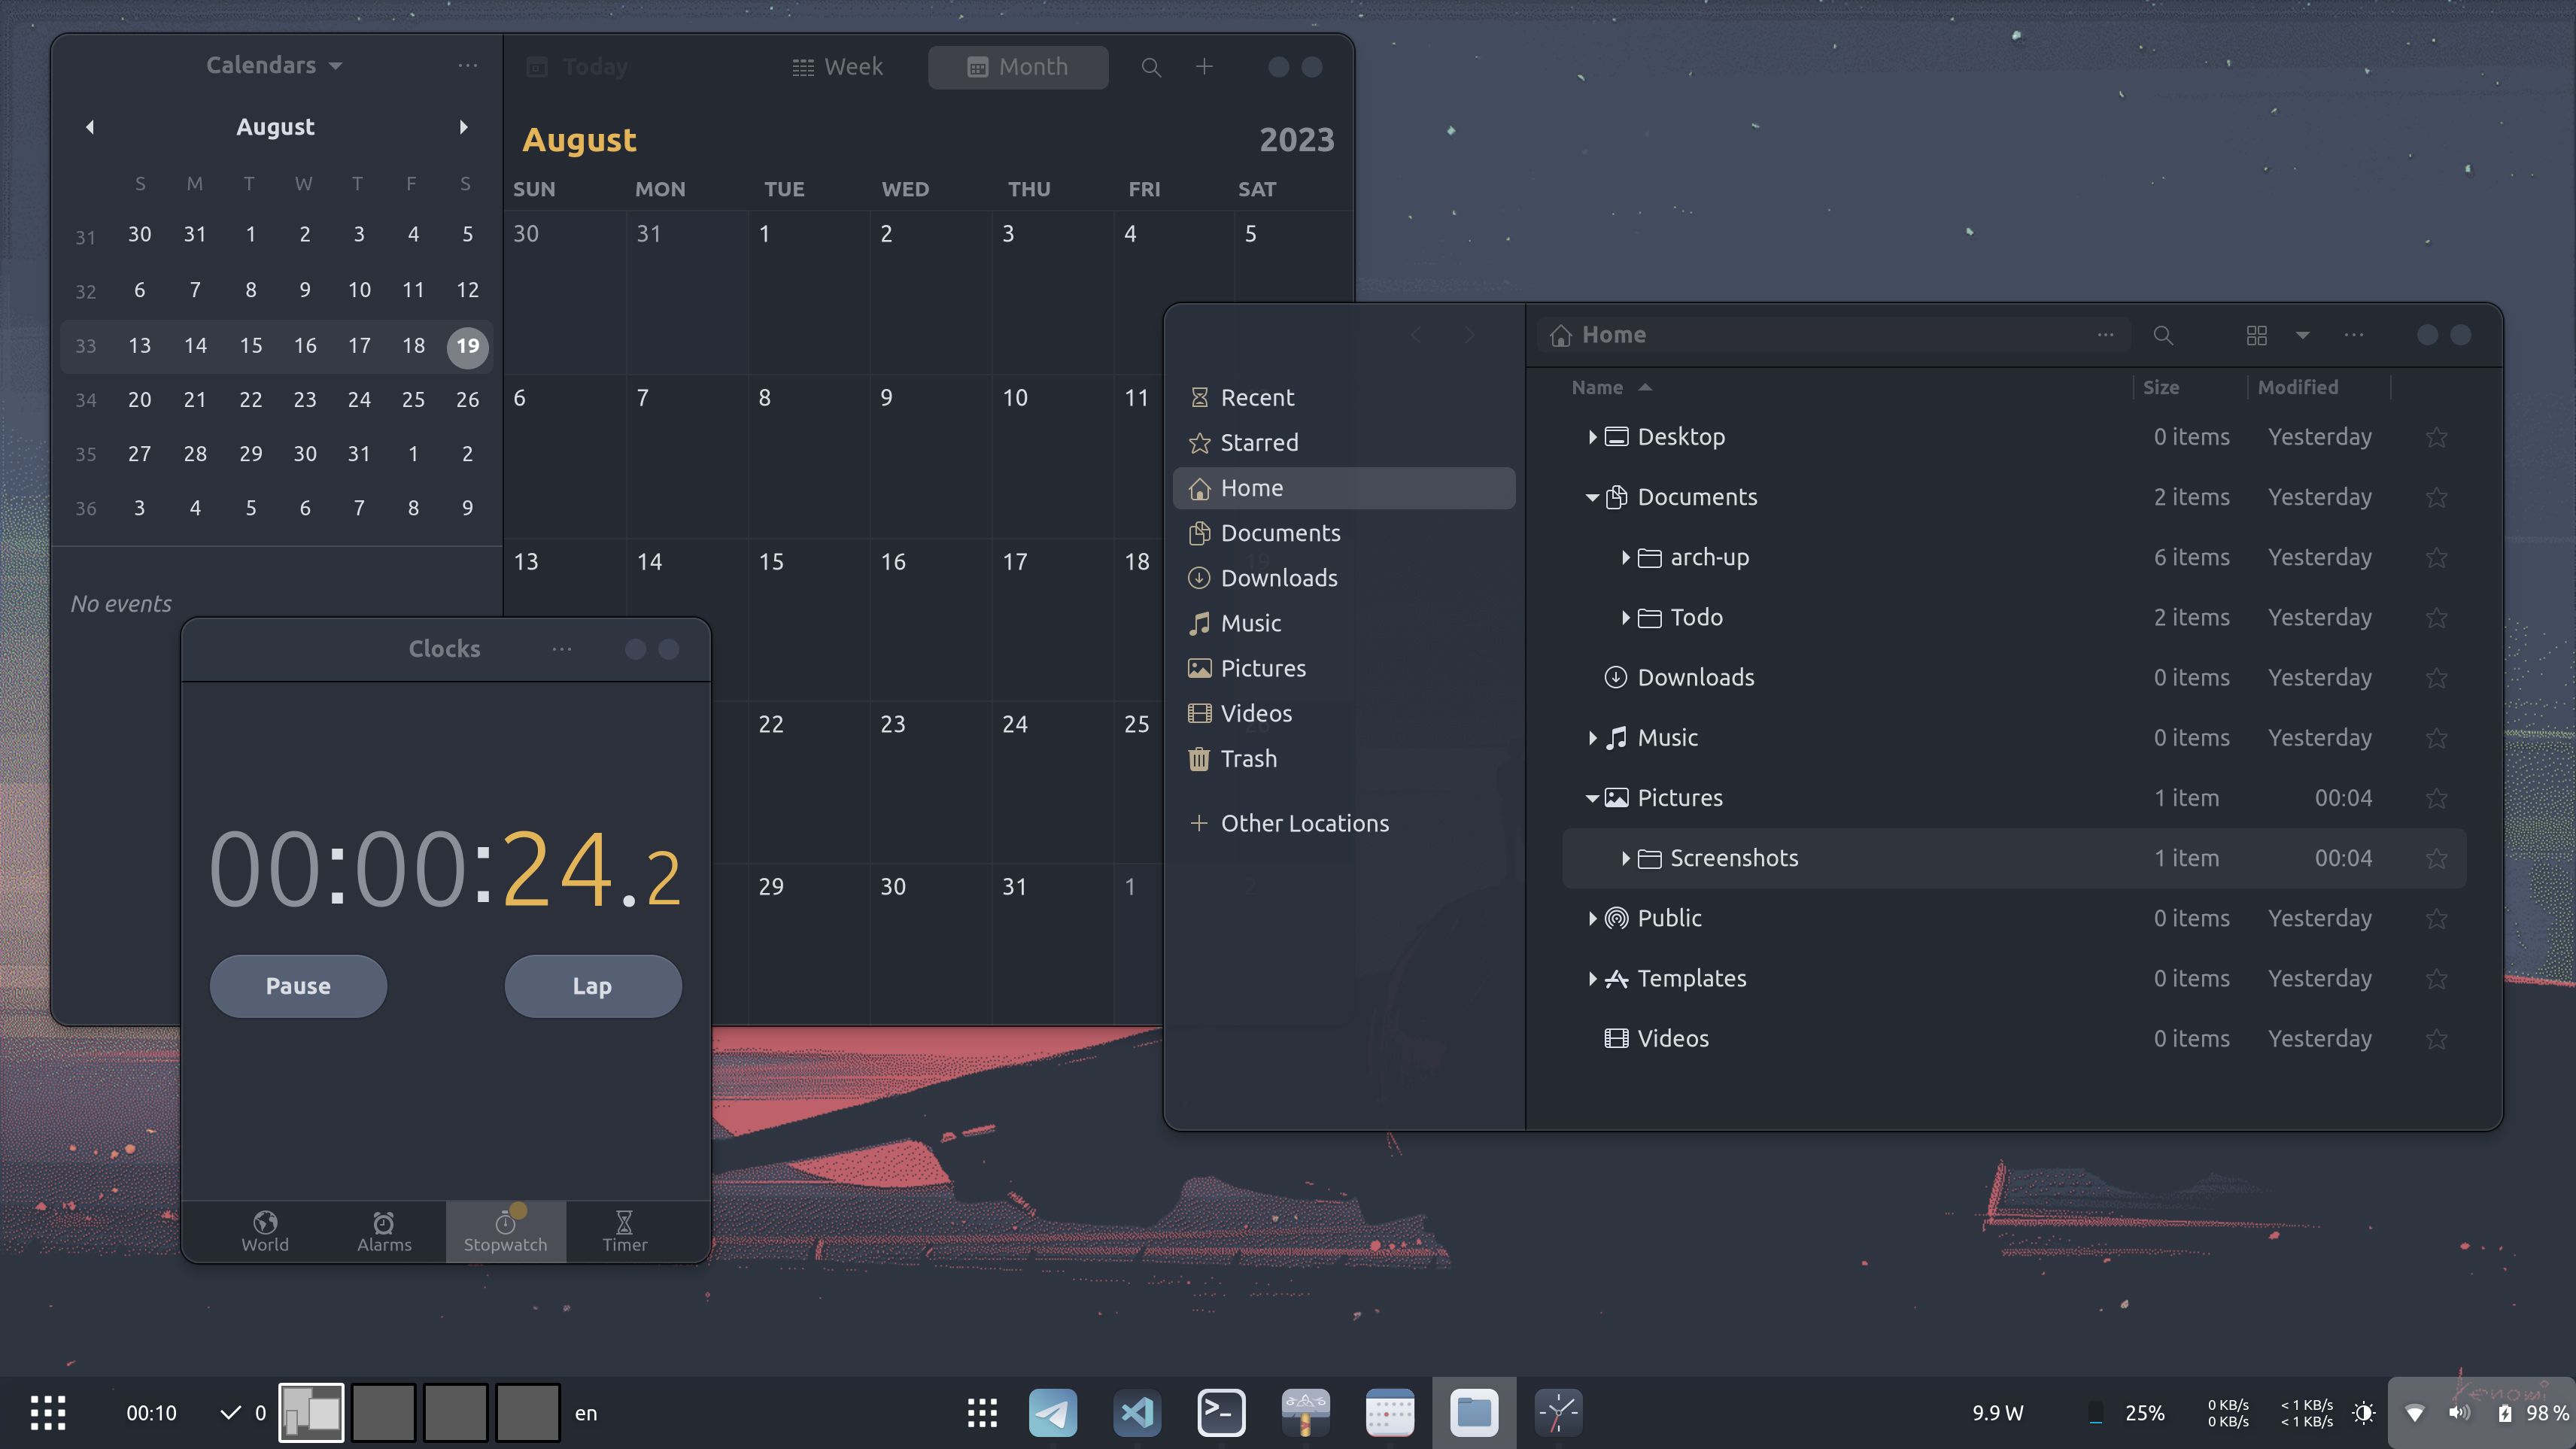 Calendars
August
S M T W T F S
31 30 31 1 2 3 4 5
32 6 7 8 9 10 11 12
33 13 14 15 16 17 18 19
34 20 21 22 23 24 25 26
35 27 28 29 30 31 1 2
36 3 4 5 6 7 8 9
No events
Today Week Month
August 2023
SUN MON TUE WED THU FRI SAT
30 31 1 2 3 4 5
6 7 8 9 10 11
13 14 15 16 17 18 19
22 23 24 25 26
29 30 31 1 2
Clocks
00:00:24.2
Pause Lap
World Alarms Stopwatch Timer
Recent
Starred
Home
Documents
Downloads
Music
Pictures
Videos
Trash
Other Locations
Home
Name Size Modified
Desktop 0 items Yesterday
Documents 2 items Yesterday
arch-up 6 items Yesterday
Todo 2 items Yesterday
Downloads 0 items Yesterday
Music 0 items Yesterday
Pictures 1 item 00:04
Screenshots 1 item 00:04
Public 0 items Yesterday
Templates 0 items Yesterday
Videos 0 items Yesterday
00:10 0 en
9.9 W 25%
0 KB/s < 1 KB/s
0 KB/s < 1 KB/s
98 %